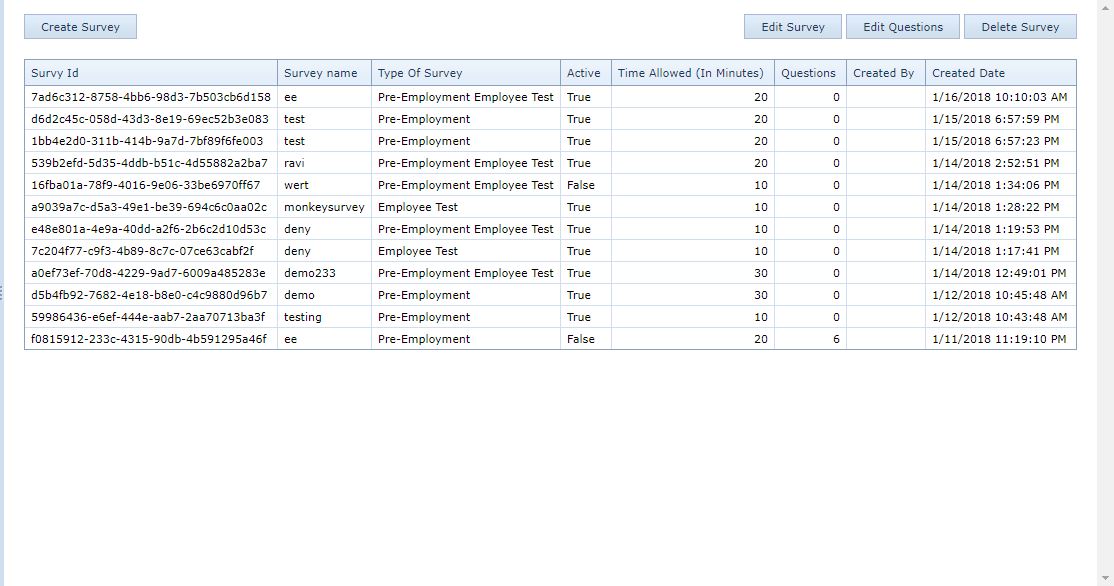 Create Survey Edit Survey Edit Questions Delete Survey
Survy Id Survey name Type Of Survey Active Time Allowed (In Minutes) Questions Created By Created Date
7ad6c312-8758-4bb6-98d3-7b503cb6d158 ee Pre-Employment Employee Test True 20 0 1/16/2018 10:10:03 AM
d6d2c45c-058d-43d3-8e19-69ec52b3e083 test Pre-Employment True 20 0 1/15/2018 6:57:59 PM
1bb4e2d0-311b-414b-9a7d-7bf89f6fe003 test Pre-Employment True 20 0 1/15/2018 6:57:23 PM
539b2efd-5d35-4ddb-b51c-4d55882a2ba7 ravi Pre-Employment Employee Test True 20 0 1/14/2018 2:52:51 PM
16fba01a-78f9-4016-9e06-33be6970ff67 wert Pre-Employment Employee Test False 10 0 1/14/2018 1:34:06 PM
a9039a7c-d5a3-49e1-be39-694c6c0aa02c monkeysurvey Employee Test True 10 0 1/14/2018 1:28:22 PM
e48e801a-4e9a-40dd-a2f6-2b6c2d10d53c deny Pre-Employment Employee Test True 10 0 1/14/2018 1:19:53 PM
7c204f77-c9f3-4b89-8c7c-07ce63cabf2f deny Employee Test True 10 0 1/14/2018 1:17:41 PM
a0ef73ef-70d8-4229-9ad7-6009a485283e demo233 Pre-Employment Employee Test True 30 0 1/14/2018 12:49:01 PM
d5b4fb92-7682-4e18-b8e0-c4c9880d96b7 demo Pre-Employment True 30 0 1/12/2018 10:45:48 AM
59986436-e6ef-444e-aab7-2aa70713ba3f testing Pre-Employment True 10 0 1/12/2018 10:43:48 AM
f0815912-233c-4315-90db-4b591295a46f ee Pre-Employment False 20 6 1/11/2018 11:19:10 PM